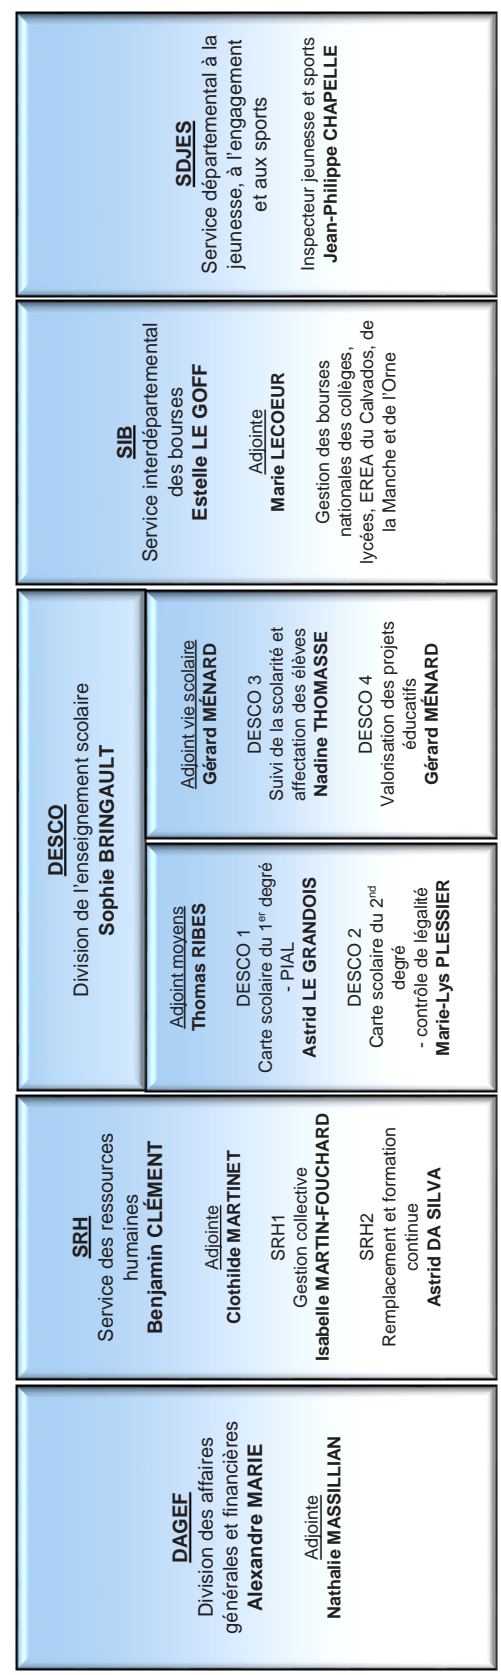 DAGEF
Division des affaires
générales et financières
Alexandre MARIE
Adjointe
Nathalie MASSILLIAN
SRH
Service des ressources
humaines
Benjamin CLÉMENT
Adjointe
Clothilde MARTINET
SRH1
Gestion collective
Isabelle MARTIN-FOUCHARD
SRH2
Remplacement et formation
continue
Astrid DA SILVA
DESCO
Division de l'enseignement scolaire
Sophie BRINGAULT
Adjoint moyens
Thomas RIBES
DESCO 1
Carte scolaire du 1er degré
- PIAL
Astrid LE GRANDOIS
DESCO 2
Carte scolaire du 2nd
degré
- contrôle de légalité
Marie-Lys PLESSIER
Adjoint vie scolaire
Gérard MÉNARD
DESCO 3
Suivi de la scolarité et
affectation des élèves
Nadine THOMASSE
DESCO 4
Valorisation des projets
éducatifs
Gérard MÉNARD
SIB
Service interdépartemental
des bourses
Estelle LE GOFF
Adjointe
Marie LECOEUR
Gestion des bourses
nationales des collèges,
lycées, EREA du Calvados, de
la Manche et de l'Orne
SDJES
Service départemental à la
jeunesse, à l'engagement
et aux sports
Inspecteur jeunesse et sports
Jean-Philippe CHAPELLE